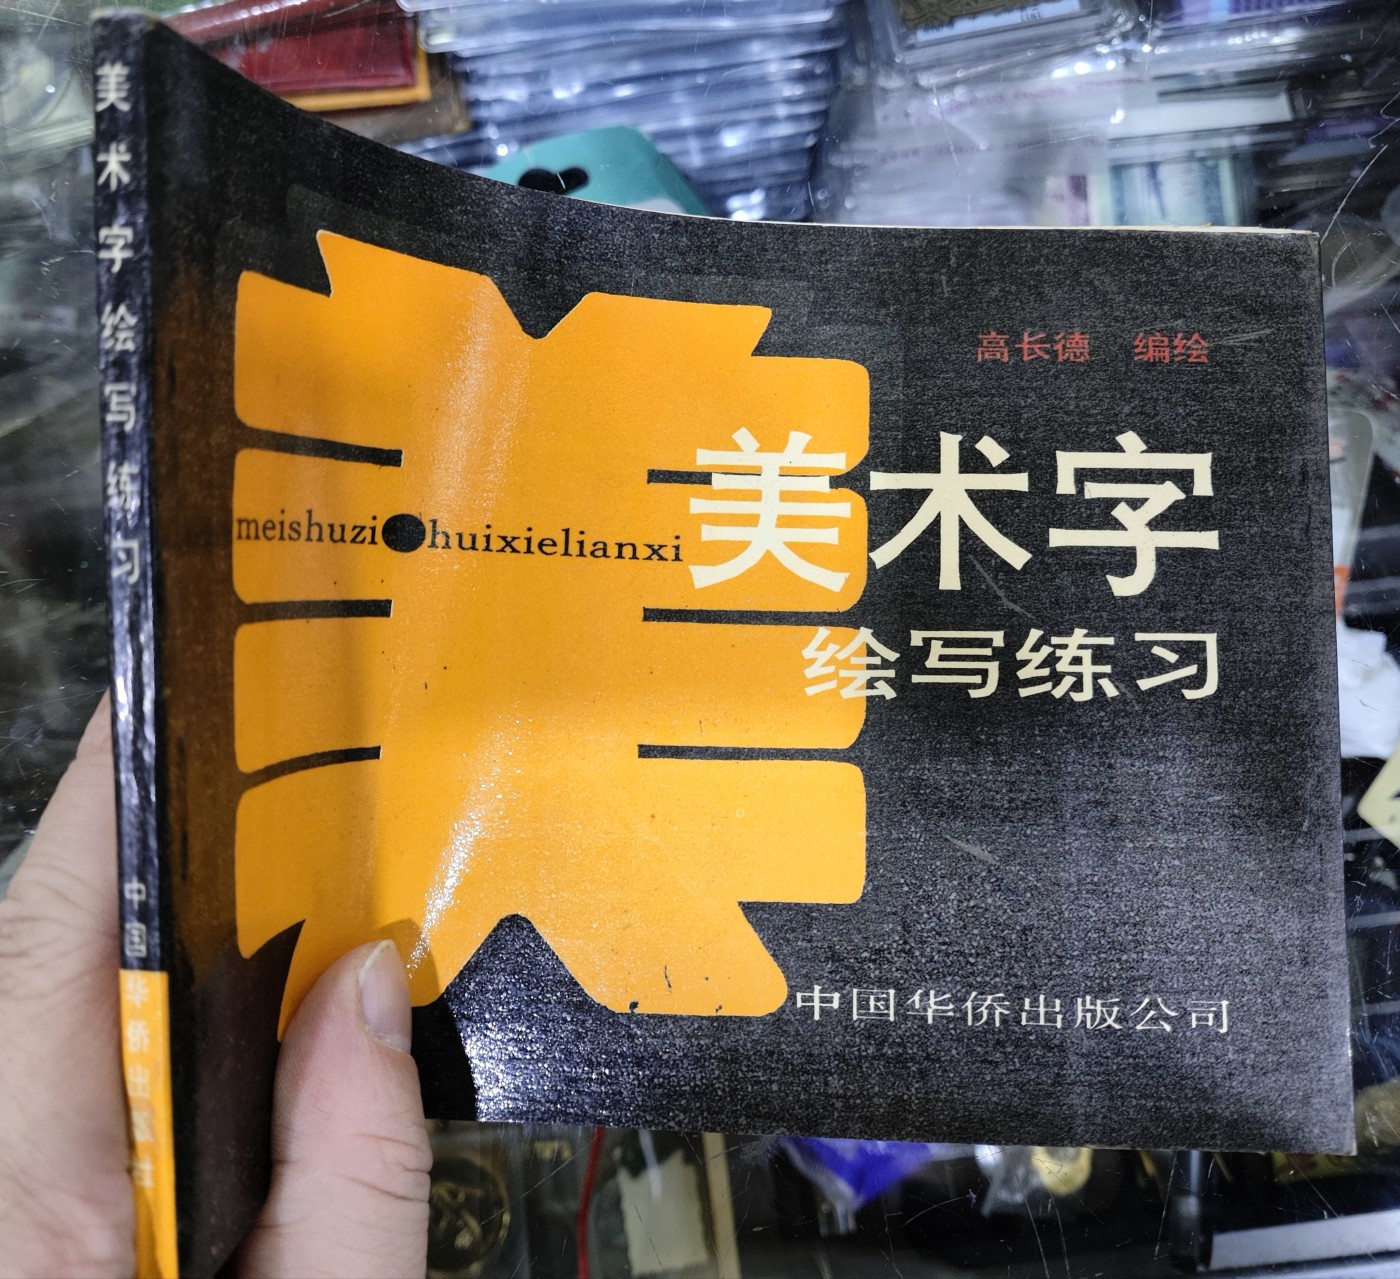 美术字绘写练习
中国华侨出版社
高长德 编绘
美术字
meishuzi●huixielianxi
绘写练习
中国华侨出版公司